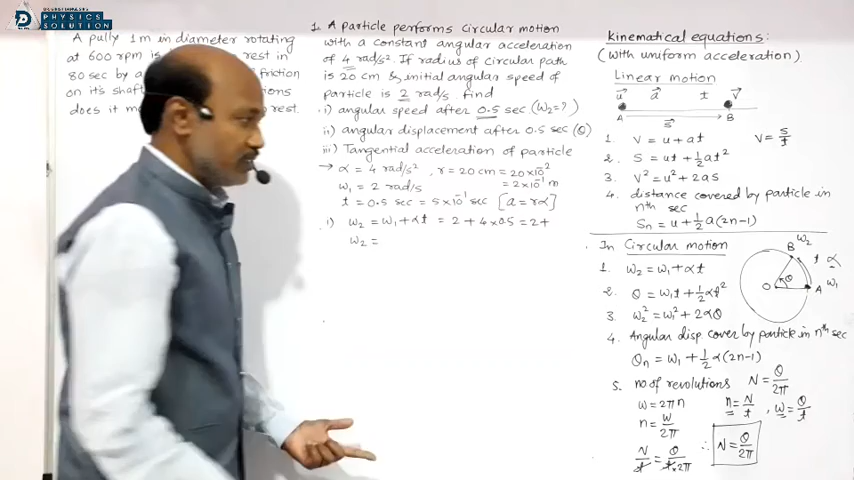 PHYSICS
SOLUTION
A pully 1 m in diameter rotating
at 600 rpm is rest in
80 sec by a friction
on it's shaft ions
does it m rest.
1. A particle performs circular motion
with a constant angular acceleration
of 4 rad/s². If radius of circular path
is 20 cm & initial angular speed of
particle is 2 rad/s. find
i) angular speed after 0.5 sec (ω₂=?)
ii) angular displacement after 0.5 sec (θ)
iii) Tangential acceleration of particle
→ α = 4 rad/s², r = 20 cm = 20×10⁻²
ω₁ = 2 rad/s = 2×10⁻¹ m
t = 0.5 sec = 5×10⁻¹ sec [a = rα]
i) ω₂ = ω₁ + αt = 2 + 4×0.5 = 2+
ω₂ =
kinematical equations:
(with uniform acceleration)
Linear motion
u a ± V
A s B
1. V = u + at V = S/t
2. S = ut + ½at²
3. V² = u² + 2as
4. distance covered by particle in
nth sec
Sn = u + ½a(2n-1)
In Circular motion
B ω₂
t α
θ ω₁
O A
1. ω₂ = ω₁ + αt
2. θ = ω₁t + ½αt²
3. ω₂² = ω₁² + 2αθ
4. Angular disp cover by particle in nth sec
θn = ω₁ + ½α(2n-1)
5. no of revolutions N = θ/2π
ω = 2πn n = N/t, ω = θ/t
n = ω/2π
N/t = θ/t×2π ∴ N = θ/2π